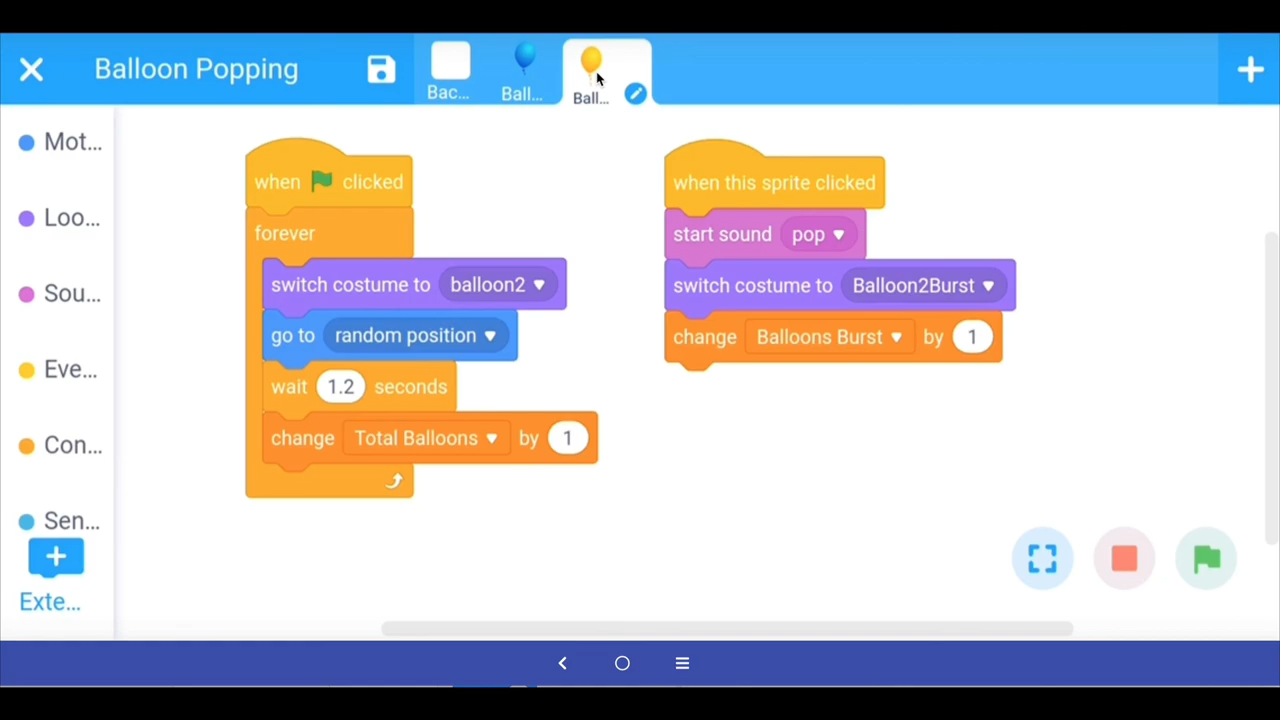 Balloon Popping
Bac...
Ball...
Ball...
Mot...
Loo...
Sou...
Eve...
Con...
Sen...
Exte...
when clicked
forever
switch costume to balloon2
go to random position
wait 1.2 seconds
change Total Balloons by 1
when this sprite clicked
start sound pop
switch costume to Balloon2Burst
change Balloons Burst by 1